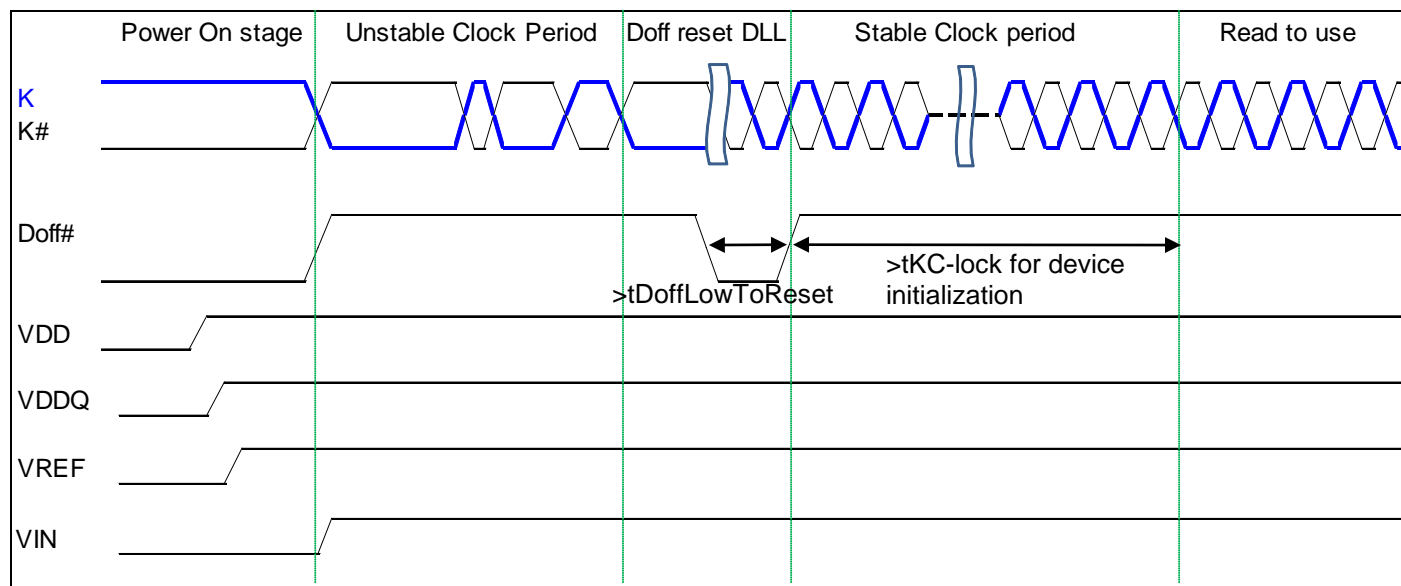 Power On stage
Unstable Clock Period
Doff reset DLL
Stable Clock period
Read to use
K
K#
Doff#
>tDoffLowToReset
>tKC-lock for device
initialization
VDD
VDDQ
VREF
VIN